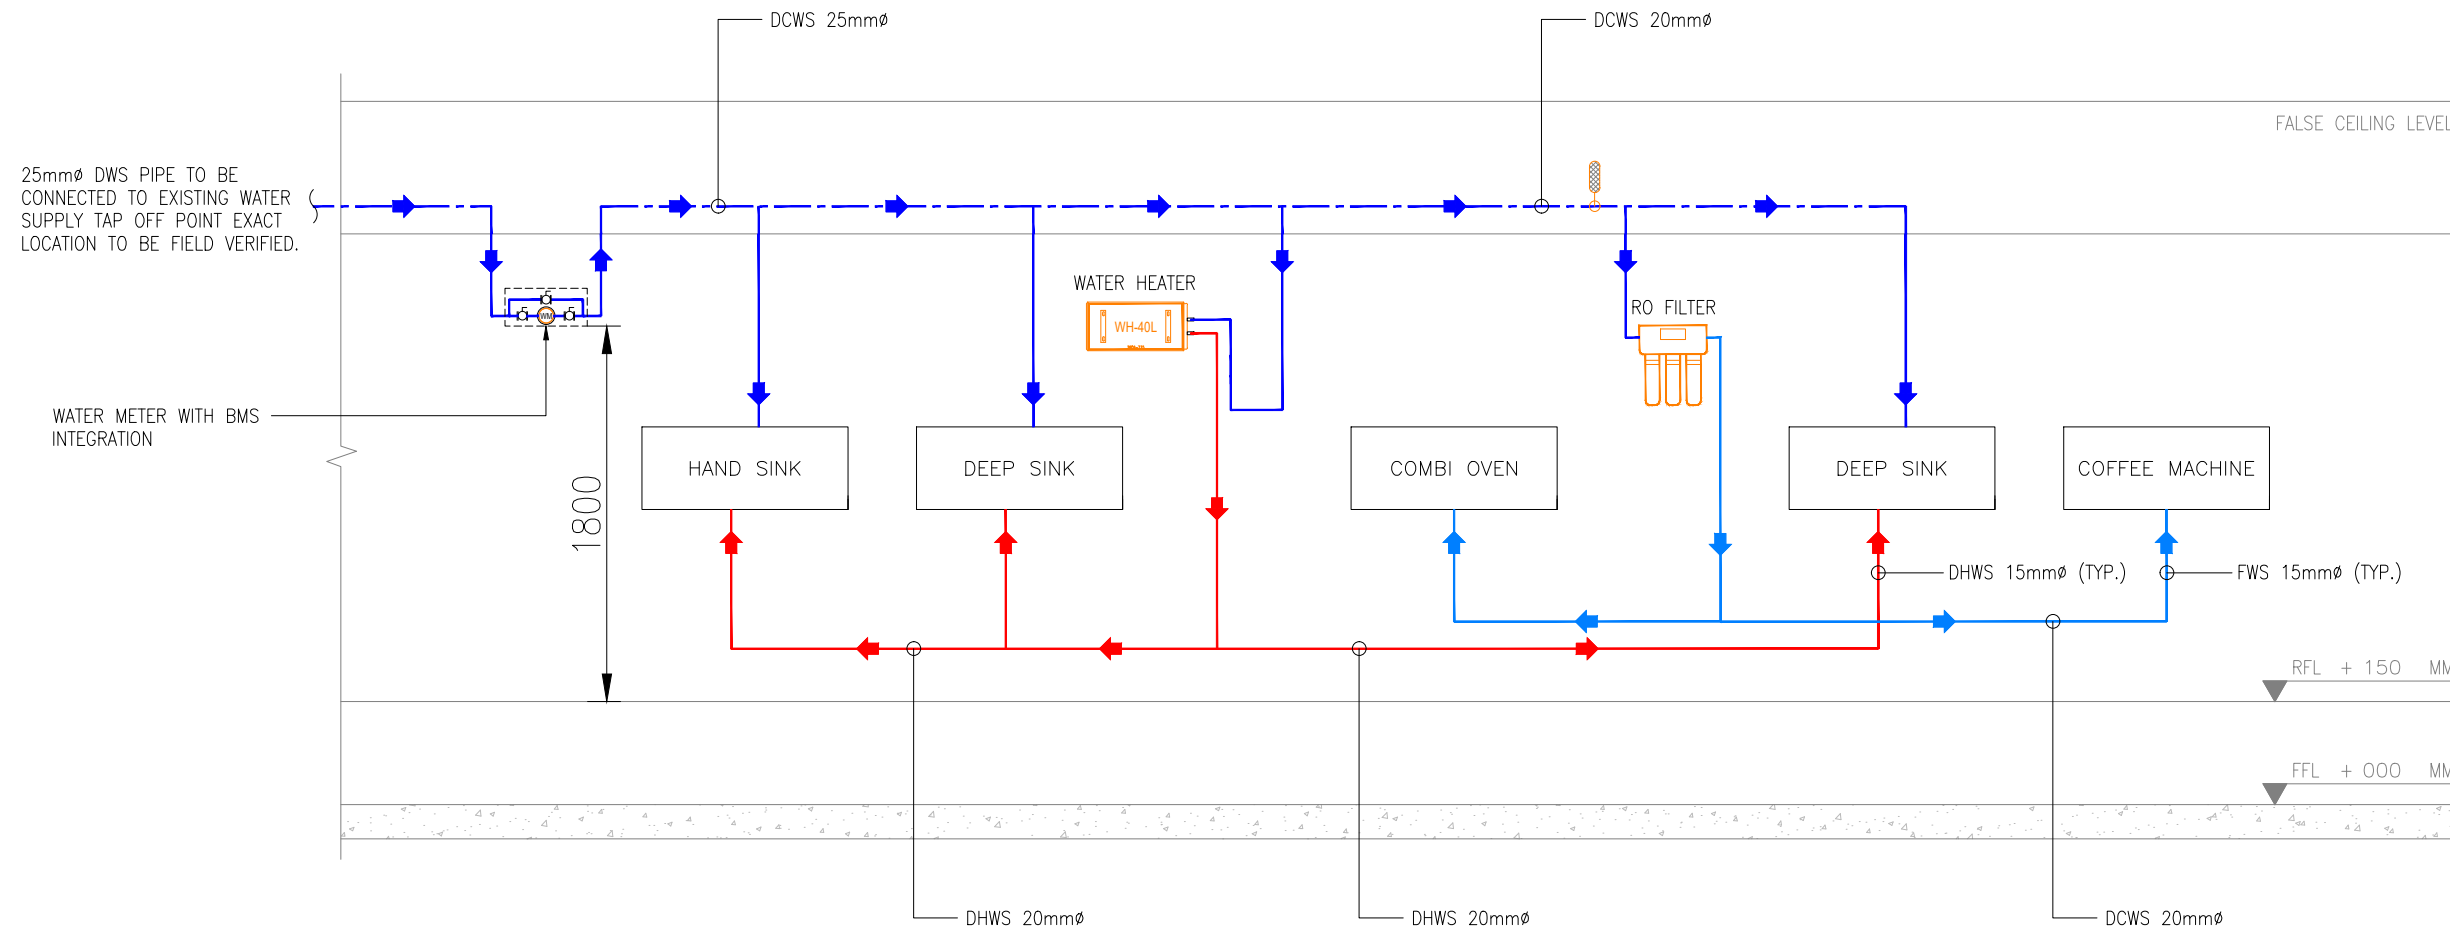 DCWS 25mmø
DCWS 20mmø
FALSE CEILING LEVEL
25mmø DWS PIPE TO BE
CONNECTED TO EXISTING WATER
SUPPLY TAP OFF POINT EXACT
LOCATION TO BE FIELD VERIFIED.
WATER HEATER
WH-40L
RO FILTER
WM
WATER METER WITH BMS
INTEGRATION
HAND SINK
DEEP SINK
COMBI OVEN
DEEP SINK
COFFEE MACHINE
1800
DHWS 15mmø (TYP.)
FWS 15mmø (TYP.)
RFL + 150 MM
FFL + 000 MM
DHWS 20mmø
DHWS 20mmø
DCWS 20mmø